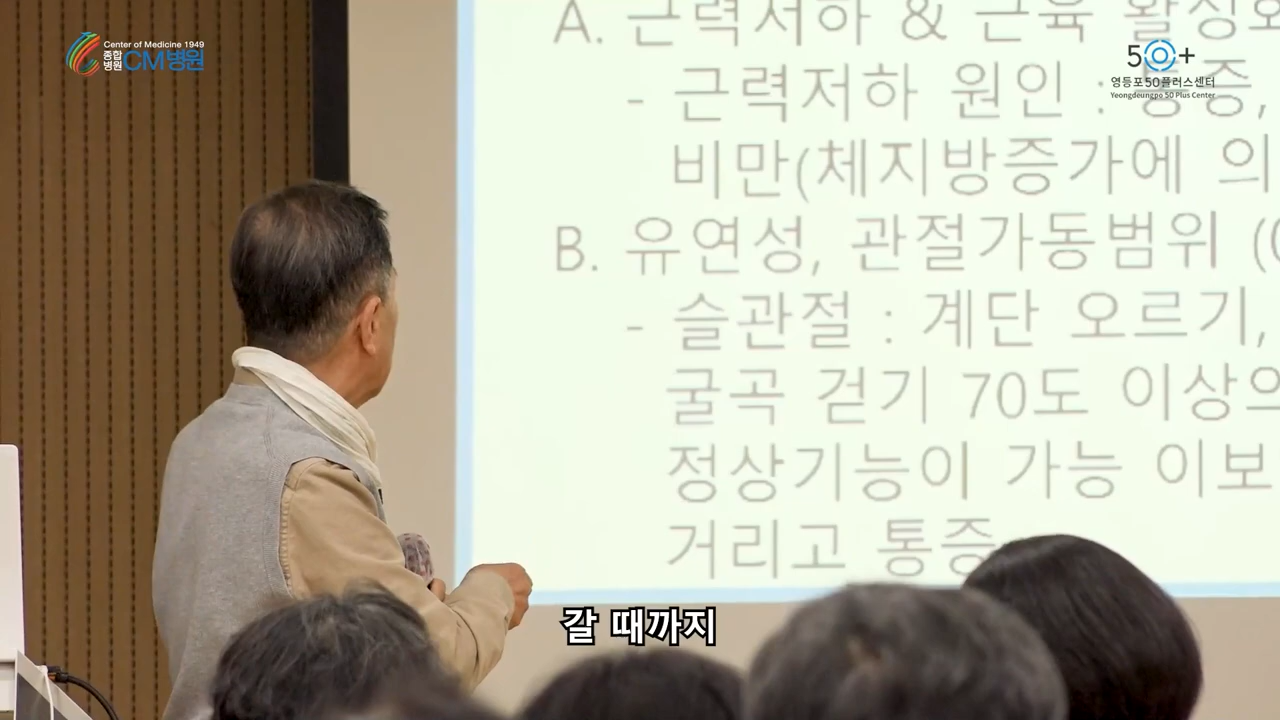 Center of Medicine 1949
종합
병원 CM병원
50+
영등포50플러스센터
Yeongdeungpo 50 Plus Center
A. 근력저하 & 근육 활성화
- 근력저하 원인 : 통증,
비만(체지방증가에 의
B. 유연성, 관절가동범위 (
- 슬관절 : 계단 오르기,
굴곡 걷기 70도 이상으
정상기능이 가능 이보
거리고 통증
갈 때까지